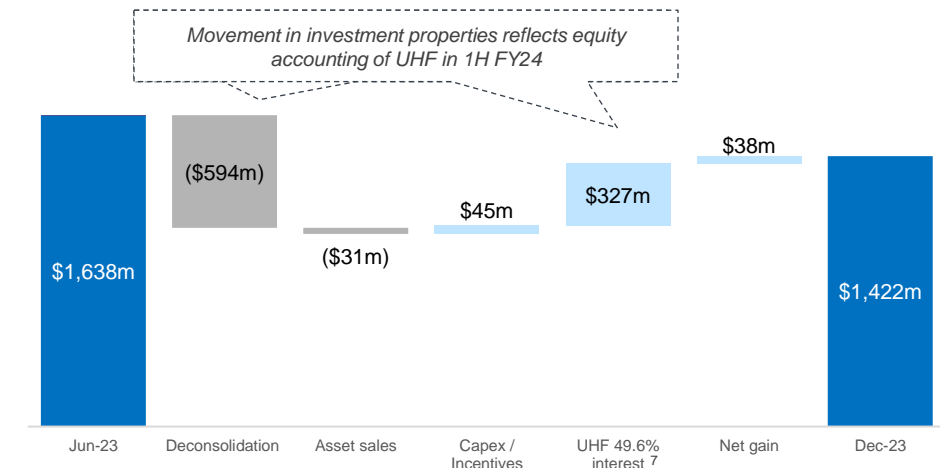 Movement in investment properties reflects equity
accounting of UHF in 1H FY24
$1,638m
($594m)
($31m)
$45m
$327m
$38m
$1,422m
Jun-23
Deconsolidation
Asset sales
Capex /
Incentives
UHF 49.6%
interest 7
Net gain
Dec-23